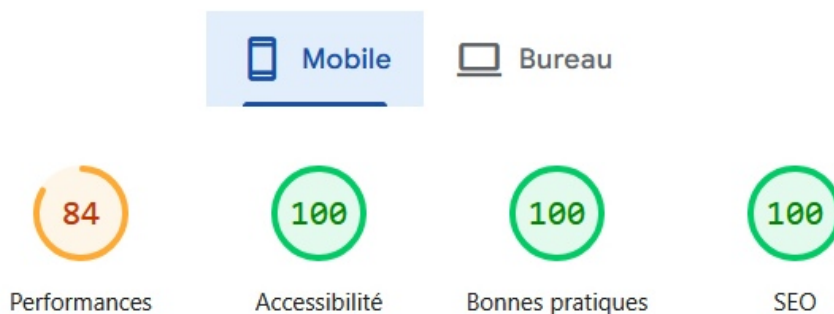 Mobile Bureau
84 100 100 100
Performances Accessibilité Bonnes pratiques SEO